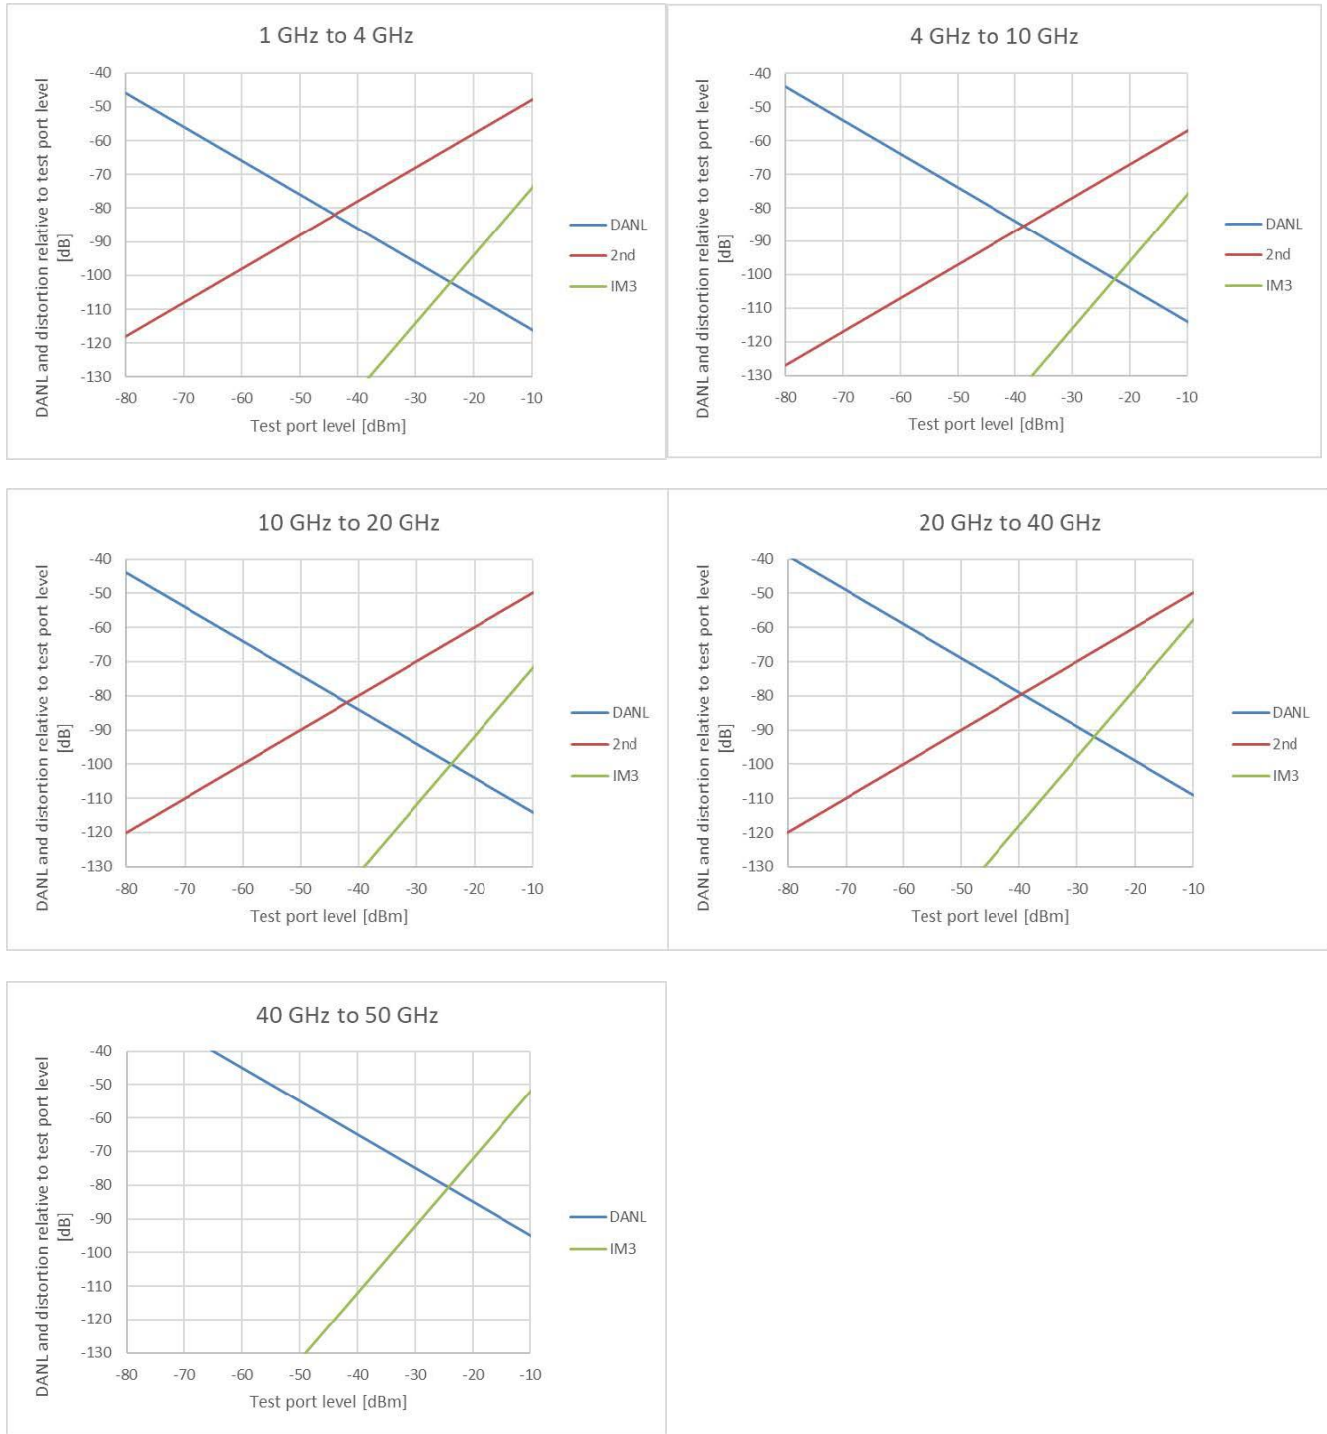 1 GHz to 4 GHz
DANL and distortion relative to test port level
[dB]
-40
-50
-60
-70
-80
-90
-100
-110
-120
-130
-80 -70 -60 -50 -40 -30 -20 -10
Test port level [dBm]
DANL
2nd
IM3
4 GHz to 10 GHz
DANL and distortion relative to test port level
[dB]
-40
-50
-60
-70
-80
-90
-100
-110
-120
-130
-80 -70 -60 -50 -40 -30 -20 -10
Test port level [dBm]
DANL
2nd
IM3
10 GHz to 20 GHz
DANL and distortion relative to test port level
[dB]
-40
-50
-60
-70
-80
-90
-100
-110
-120
-130
-80 -70 -60 -50 -40 -30 -20 -10
Test port level [dBm]
DANL
2nd
IM3
20 GHz to 40 GHz
DANL and distortion relative to test port level
[dB]
-40
-50
-60
-70
-80
-90
-100
-110
-120
-130
-80 -70 -60 -50 -40 -30 -20 -10
Test port level [dBm]
DANL
2nd
IM3
40 GHz to 50 GHz
DANL and distortion relative to test port level
[dB]
-40
-50
-60
-70
-80
-90
-100
-110
-120
-130
-80 -70 -60 -50 -40 -30 -20 -10
Test port level [dBm]
DANL
IM3